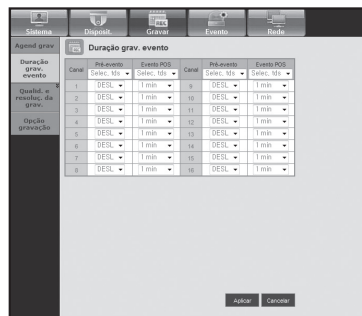 Sistema Disposit. Gravar Evento Rede
Agend grav
Duração grav. evento
Qualid. e resoluç. da grav.
Opção gravação
Duração grav. evento
Canal Pré-evento Evento POS Canal Pré-evento Evento POS
Selec. tds Selec. tds Selec. tds Selec. tds
1 DESL 1 min 9 DESL 1 min
2 DESL 1 min 10 DESL 1 min
3 DESL 1 min 11 DESL 1 min
4 DESL 1 min 12 DESL 1 min
5 DESL 1 min 13 DESL 1 min
6 DESL 1 min 14 DESL 1 min
7 DESL 1 min 15 DESL 1 min
8 DESL 1 min 16 DESL 1 min
Aplicar Cancelar